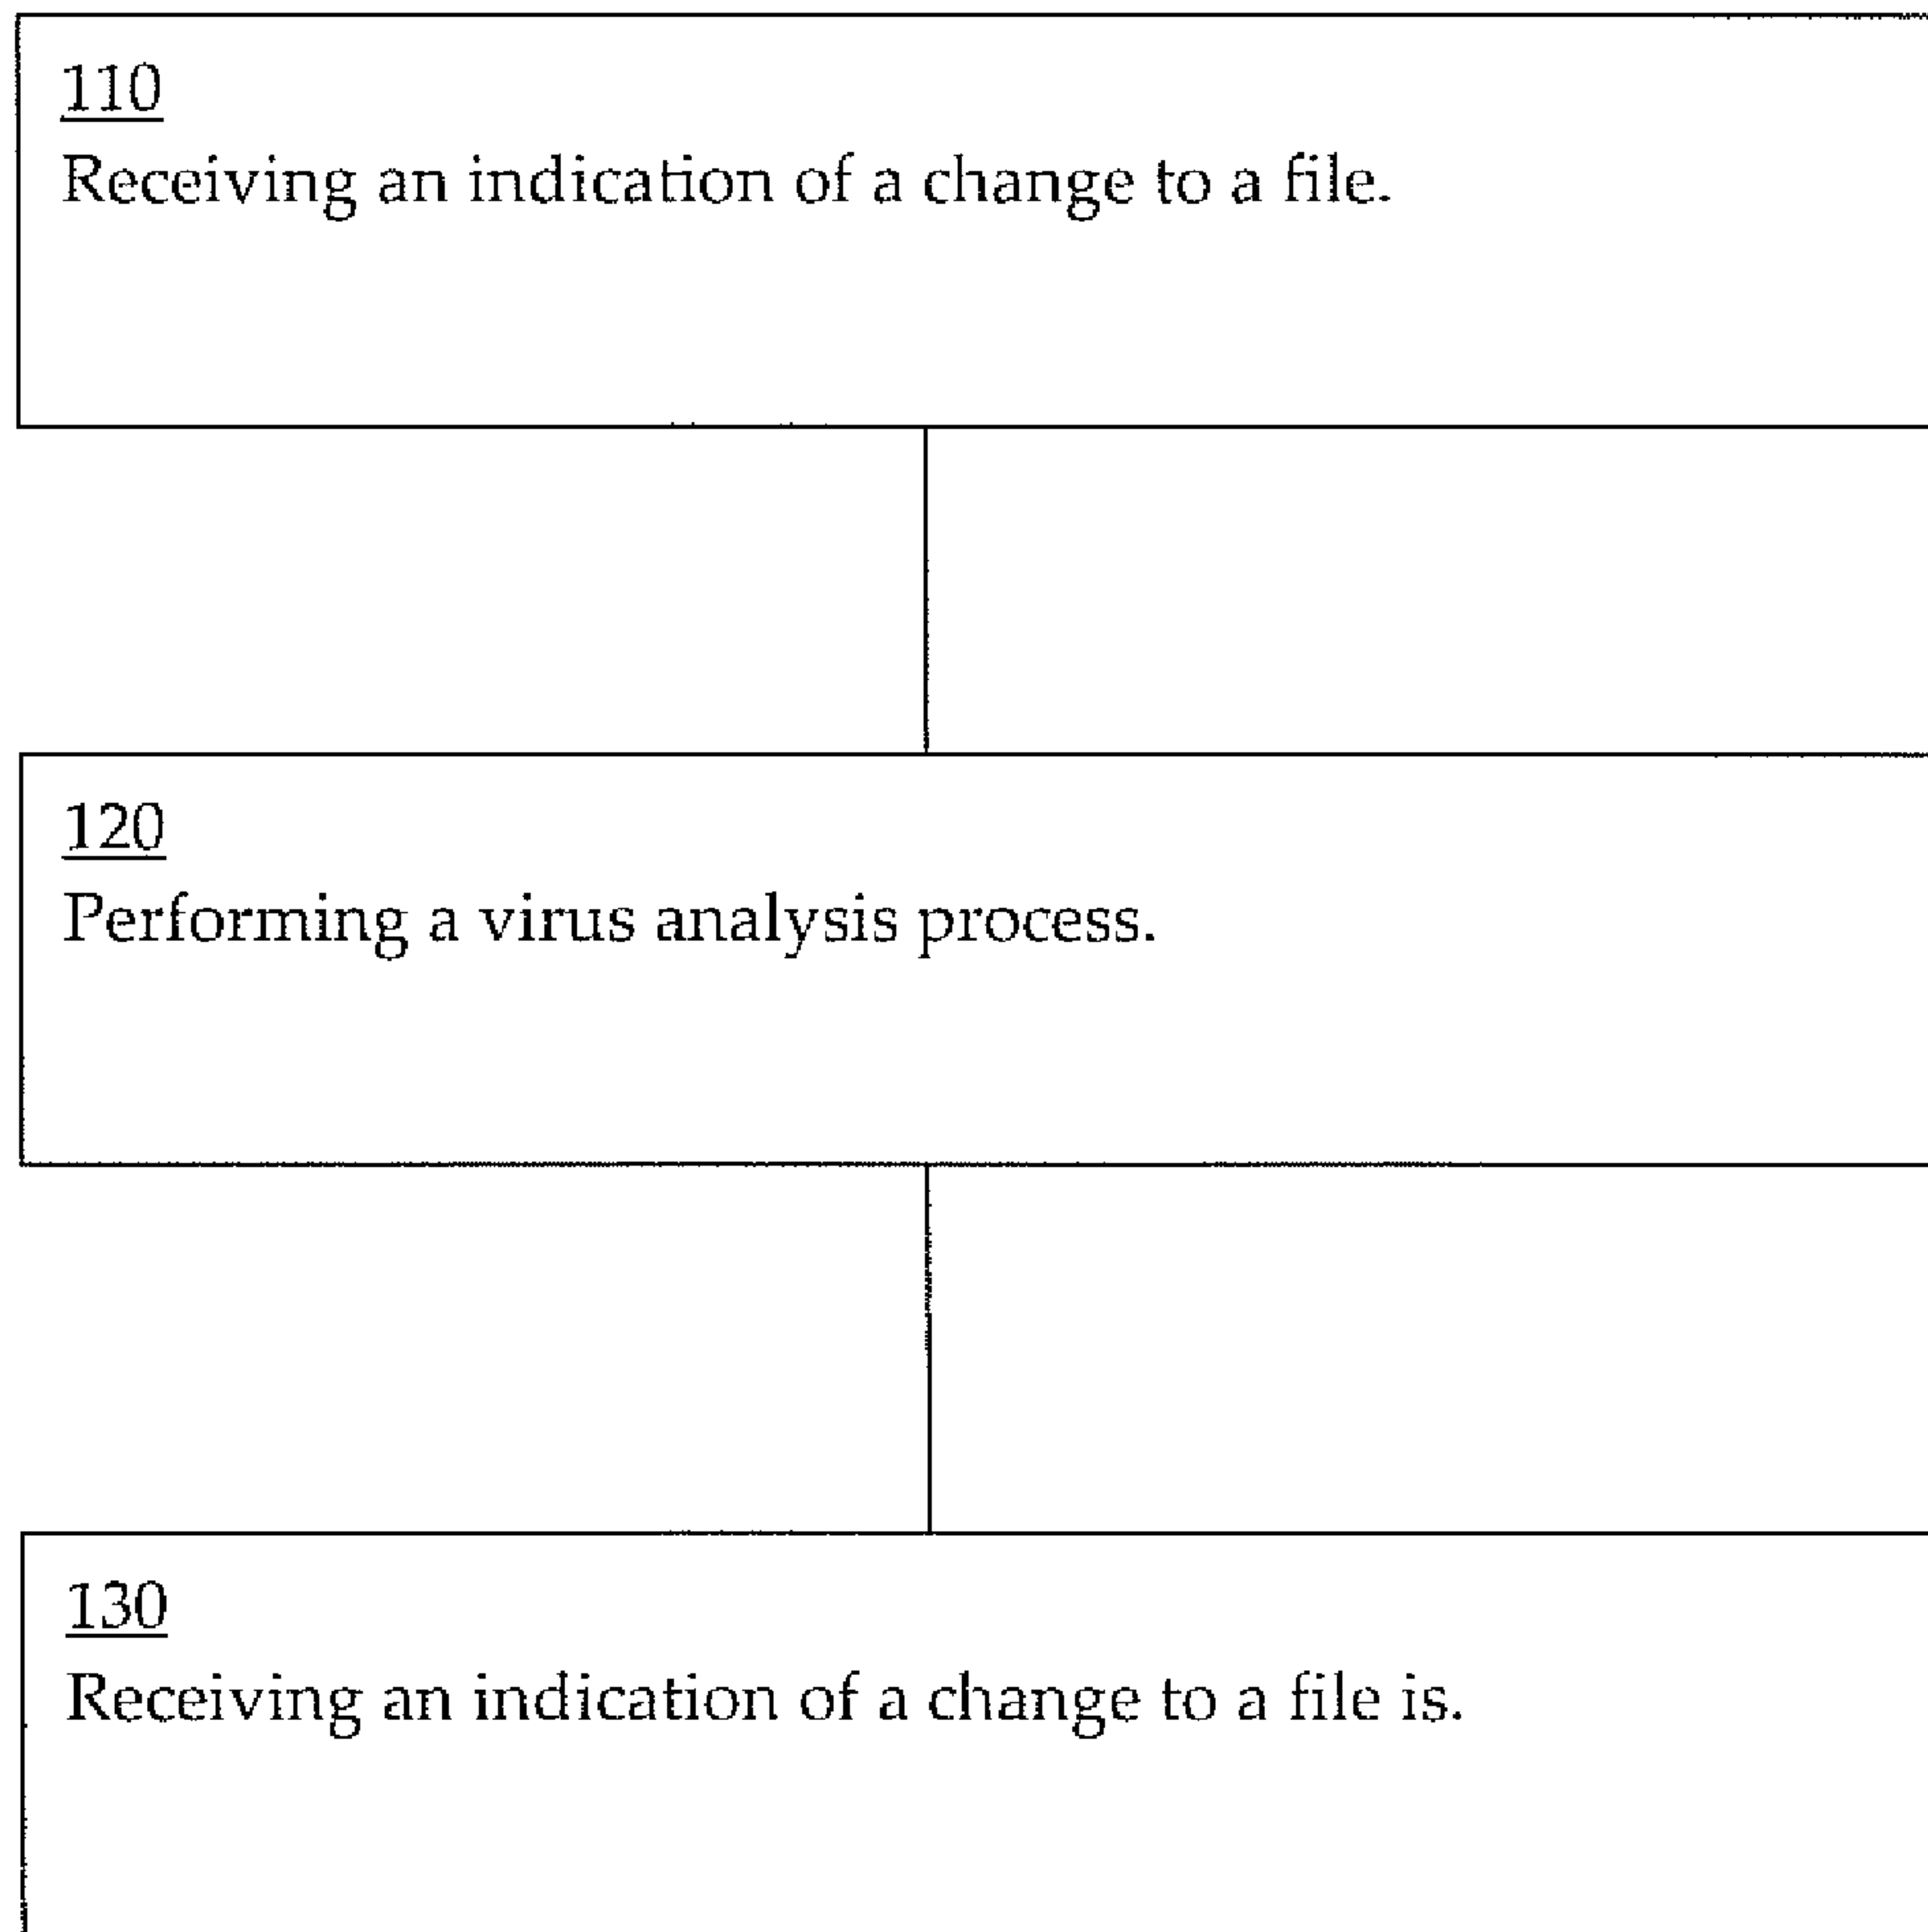 110
Receiving an indication of a change to a file.
120
Performing a virus analysis process.
130
Receiving an indication of a change to a file is.